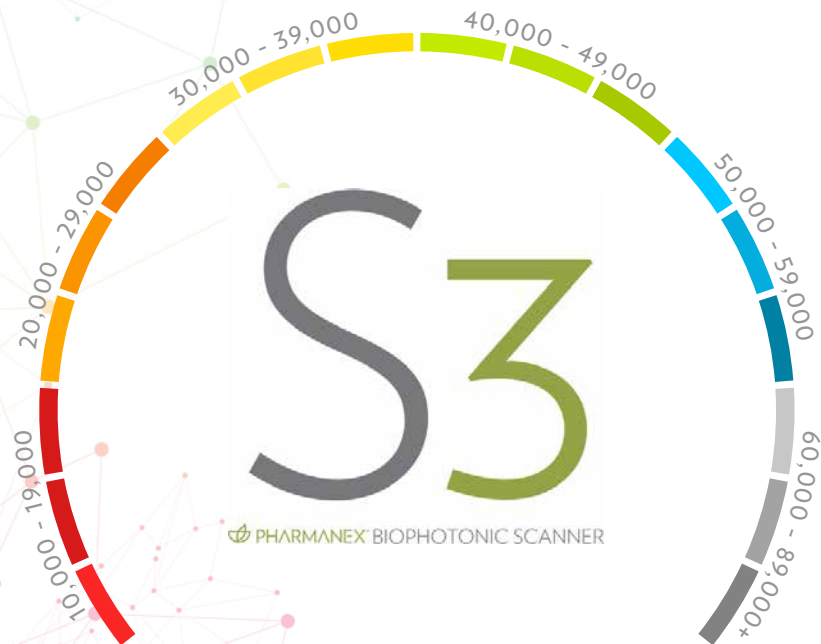 10,000 - 19,000
20,000 - 29,000
30,000 - 39,000
40,000 - 49,000
50,000 - 59,000
60,000 - 89,000+
S3
PHARMANEX® BIOPHOTONIC SCANNER